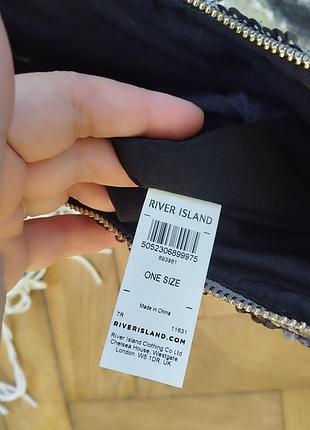 RIVER ISLAND
5052306899975
693861
ONE SIZE
Made in China
7R 11631
RIVERISLAND.COM
River Island Clothing Co Ltd
Chelsea House, Westgate
London, W5 1DR. UK